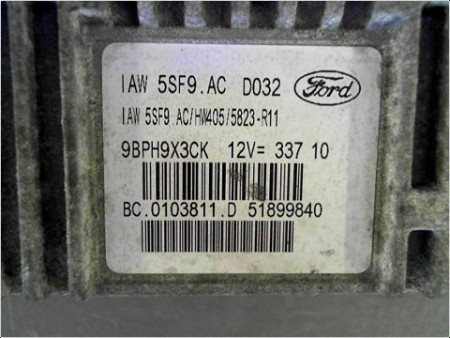 IAW 5SF9.AC D032 Ford
IAW 5SF9.AC/HW405/5823-R11
9BPH9X3CK 12V= 337 10
BC.0103811.D 51899840